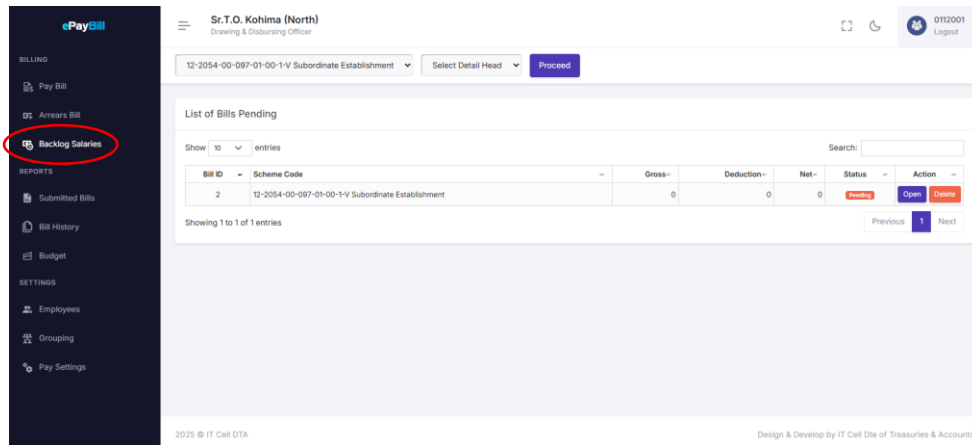 ePayBill
Sr.T.O. Kohima (North)
Drawing & Disbursing Officer
0112001
Logout
BILLING
Pay Bill
Arrears Bill
Backlog Salaries
REPORTS
Submitted Bills
Bill History
Budget
SETTINGS
Employees
Grouping
Pay Settings
12-2054-00-097-01-00-1-V Subordinate Establishment Select Detail Head Proceed
List of Bills Pending
Show 10 entries Search:
Bill ID Scheme Code Gross Deduction Net Status Action
2 12-2054-00-097-01-00-1-V Subordinate Establishment 0 0 0 Pending Open Delete
Showing 1 to 1 of 1 entries Previous 1 Next
2025 © IT Cell DTA Design & Develop by IT Cell Dte of Treasuries & Accounts